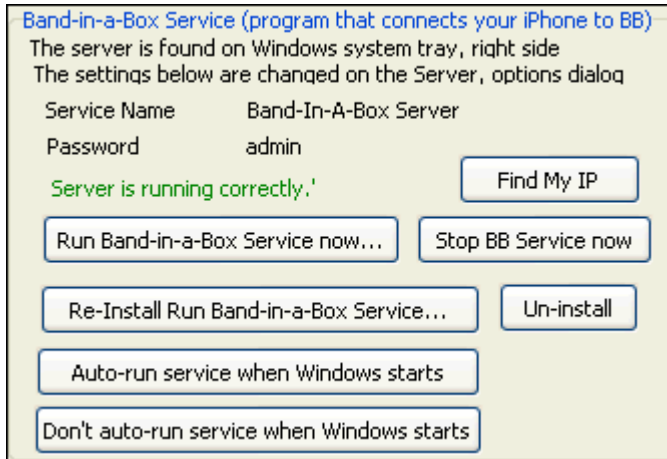 Band-in-a-Box Service (program that connects your iPhone to BB)
The server is found on Windows system tray, right side
The settings below are changed on the Server, options dialog
Service Name Band-In-A-Box Server
Password admin
Server is running correctly.'
Find My IP
Run Band-in-a-Box Service now... Stop BB Service now
Re-Install Run Band-in-a-Box Service... Un-install
Auto-run service when Windows starts
Don't auto-run service when Windows starts